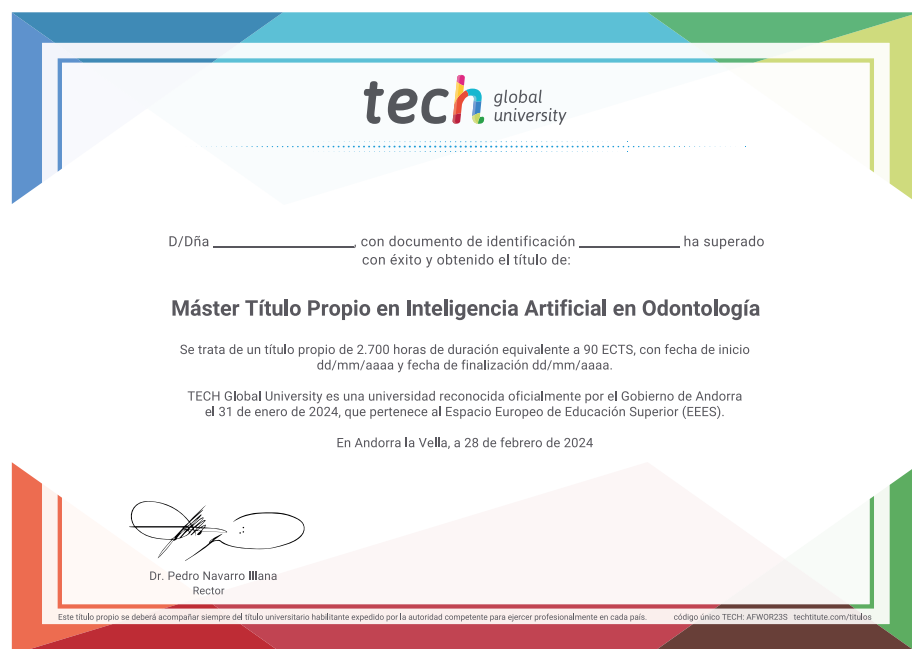 tech global university
D/Dña ____________________, con documento de identificación __________________ ha superado
con éxito y obtenido el título de:
Máster Título Propio en Inteligencia Artificial en Odontología
Se trata de un título propio de 2.700 horas de duración equivalente a 90 ECTS, con fecha de inicio
dd/mm/aaaa y fecha de finalización dd/mm/aaaa.
TECH Global University es una universidad reconocida oficialmente por el Gobierno de Andorra
el 31 de enero de 2024, que pertenece al Espacio Europeo de Educación Superior (EEES).
En Andorra la Vella, a 28 de febrero de 2024
Dr. Pedro Navarro Illana
Rector
Este título propio se deberá acompañar siempre del título universitario habilitante expedido por la autoridad competente para ejercer profesionalmente en cada país. código único TECH: AFWOR23S techtitute.com/titulos